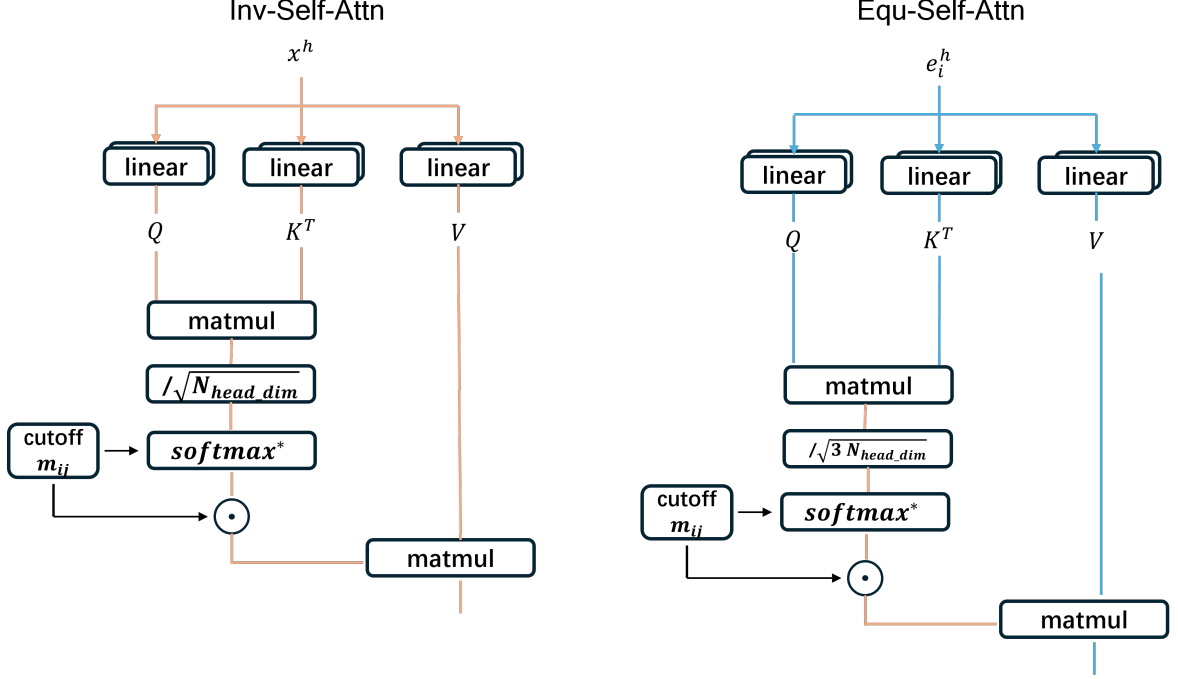 Inv-Self-Attn
x^h
linear
linear
linear
Q
K^T
V
matmul
/√N_head_dim
cutoff
m_ij
softmax*
⊙
matmul
Equ-Self-Attn
e_i^h
linear
linear
linear
Q
K^T
V
matmul
/√3 N_head_dim
cutoff
m_ij
softmax*
⊙
matmul